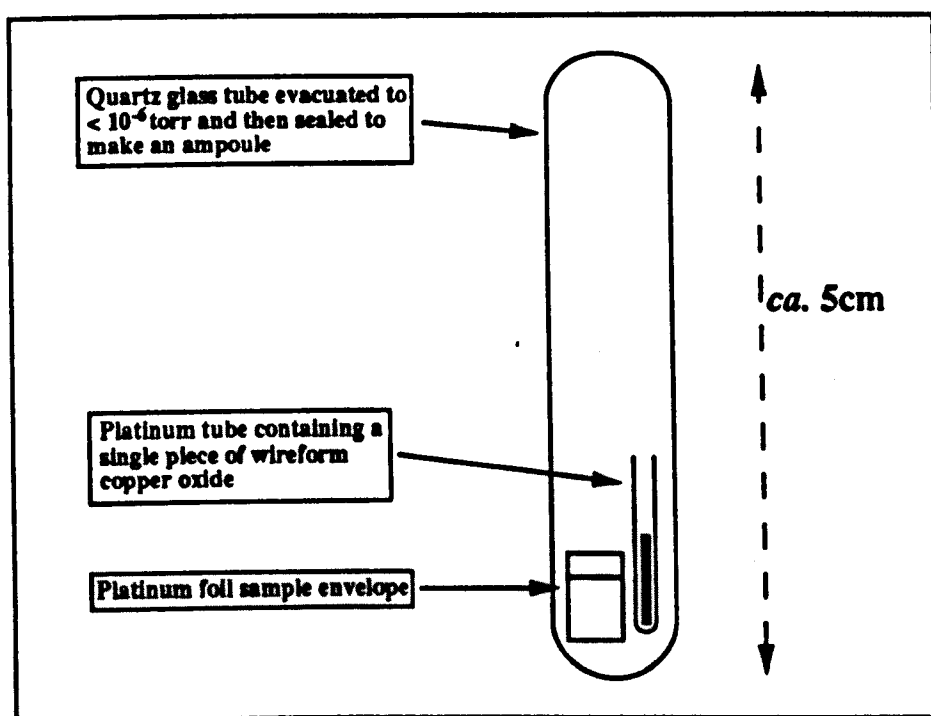 Quartz glass tube evacuated to
< 10⁻⁶ torr and then sealed to
make an ampoule
ca. 5cm
Platinum tube containing a
single piece of wireform
copper oxide
Platinum foil sample envelope